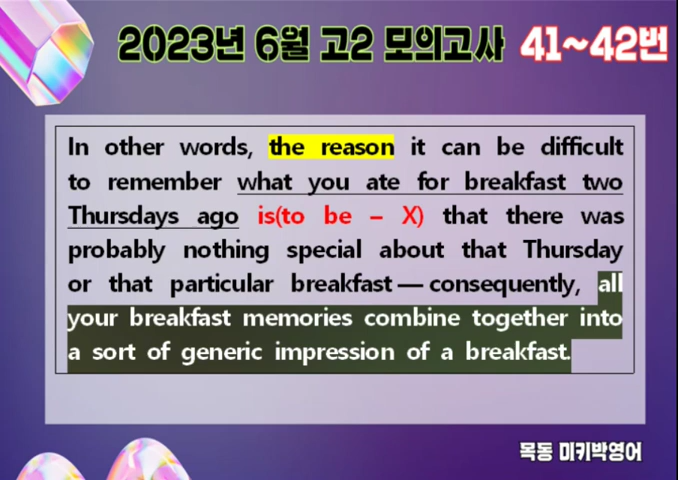 2023년 6월 고2 모의고사 41~42번
In other words, the reason it can be difficult
to remember what you ate for breakfast two
Thursdays ago is(to be – X) that there was
probably nothing special about that Thursday
or that particular breakfast — consequently, all
your breakfast memories combine together into
a sort of generic impression of a breakfast.
목동 미키박영어